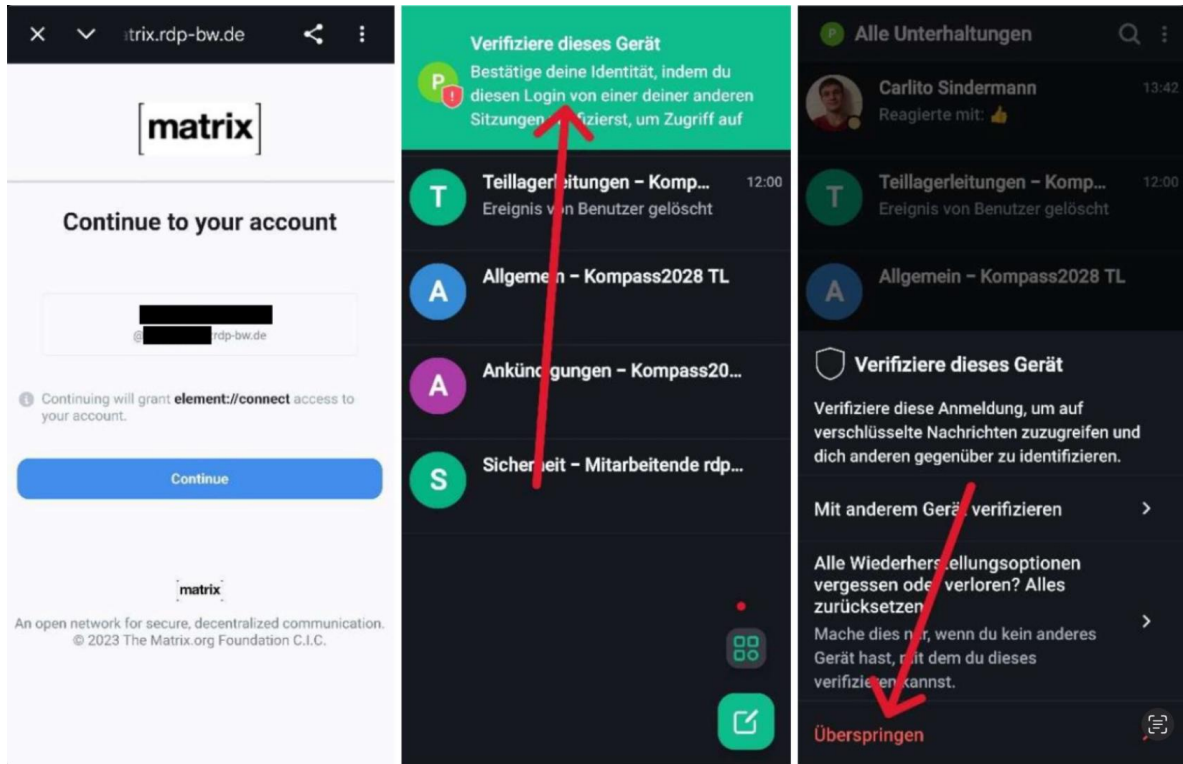 trix.rdp-bw.de
[matrix]
Continue to your account
@ rdp-bw.de
Continuing will grant element://connect access to
your account.
Continue
[matrix]
An open network for secure, decentralized communication.
© 2023 The Matrix.org Foundation C.I.C.
Verifiziere dieses Gerät
P
Bestätige deine Identität, indem du
diesen Login von einer deiner anderen
Sitzungen verifizierst, um Zugriff auf
T
Teillagerleitungen – Komp...
12:00
Ereignis von Benutzer gelöscht
A
Allgemein – Kompass2028 TL
A
Ankündigungen – Kompass20...
S
Sicherheit – Mitarbeitende rdp...
P
Alle Unterhaltungen
Carlito Sindermann
13:42
Reagierte mit: 👍
T
Teillagerleitungen – Komp...
12:00
Ereignis von Benutzer gelöscht
A
Allgemein – Kompass2028 TL
Verifiziere dieses Gerät
Verifiziere diese Anmeldung, um auf
verschlüsselte Nachrichten zuzugreifen und
dich anderen gegenüber zu identifizieren.
Mit anderem Gerät verifizieren
Alle Wiederherstellungsoptionen
vergessen oder verloren? Alles
zurücksetzen
Mache dies nur, wenn du kein anderes
Gerät hast, mit dem du dieses
verifizieren kannst.
Überspringen